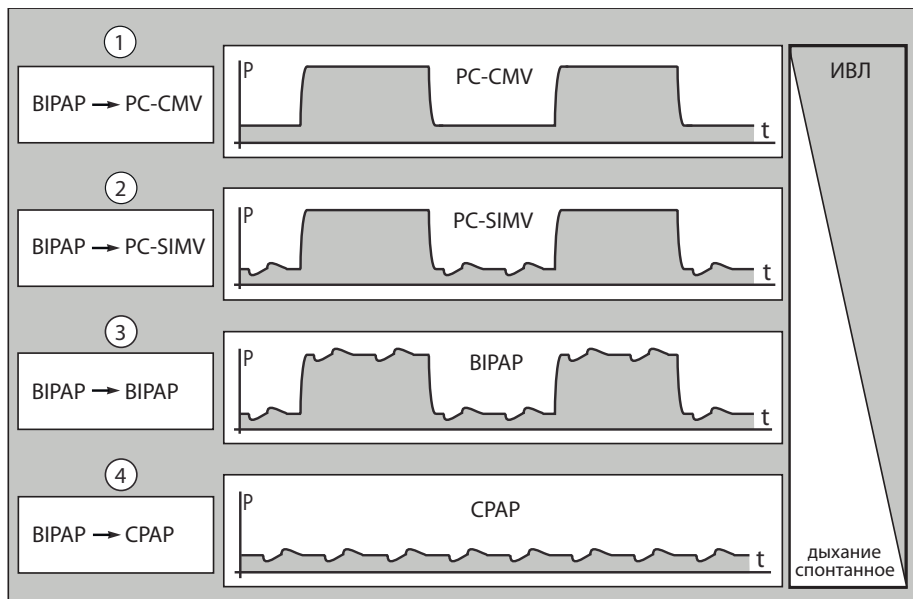 1
BIPAP → PC-CMV
P
PC-CMV
t
2
BIPAP → PC-SIMV
P
PC-SIMV
t
3
BIPAP → BIPAP
P
BIPAP
t
4
BIPAP → CPAP
P
CPAP
t
ИВЛ
дыхание
спонтанное